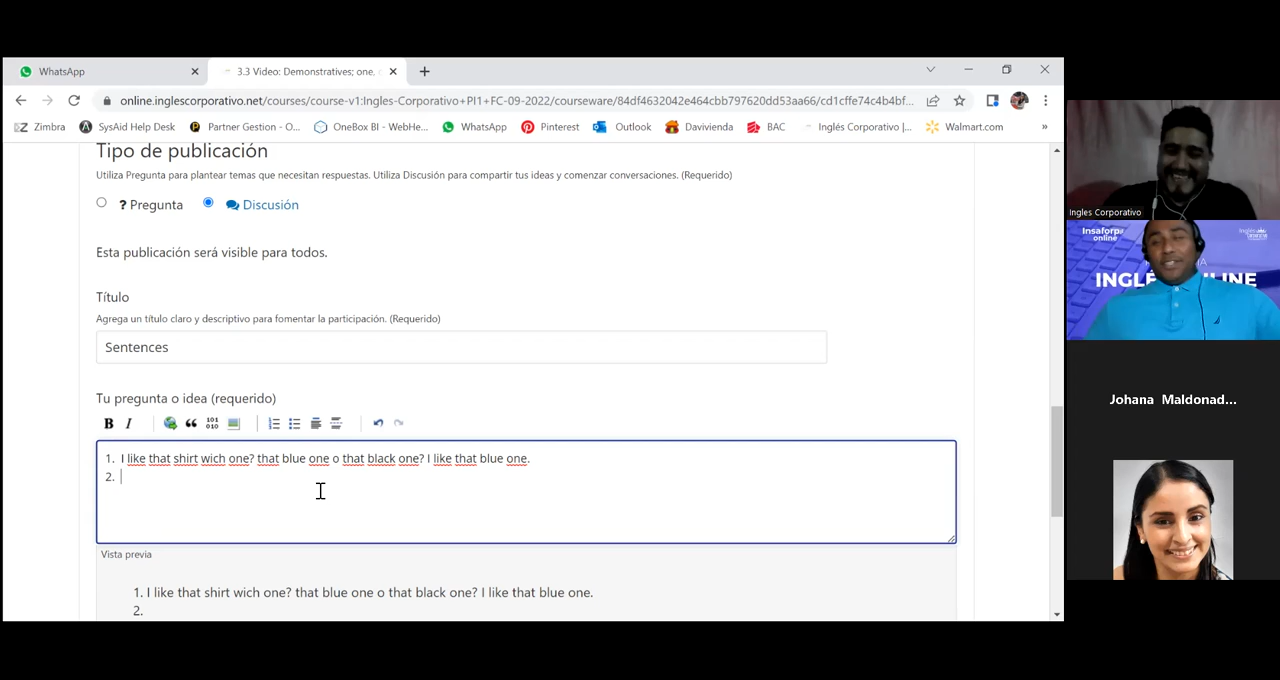 WhatsApp
3.3 Video: Demonstratives; one,
online.inglescorporativo.net/courses/course-v1:Ingles-Corporativo+PI1+FC-09-2022/courseware/84df4632042e464cbb797620dd53aa66/cd1cffe74c4b4bf...
Zimbra
SysAid Help Desk
Partner Gestion - O...
OneBox BI - WebHe...
WhatsApp
Pinterest
Outlook
Davivienda
BAC
Inglés Corporativo |...
Walmart.com
»
Tipo de publicación
Utiliza Pregunta para plantear temas que necesitan respuestas. Utiliza Discusión para compartir tus ideas y comenzar conversaciones. (Requerido)
? Pregunta
Discusión
Esta publicación será visible para todos.
Título
Agrega un título claro y descriptivo para fomentar la participación. (Requerido)
Sentences
Tu pregunta o idea (requerido)
B I
101
010
1. I like that shirt wich one? that blue one o that black one? I like that blue one.
2.
Vista previa
1. I like that shirt wich one? that blue one o that black one? I like that blue one.
2.
Ingles Corporativo
Insaforp
online
Inglés
INGL
INE
Johana Maldonad...